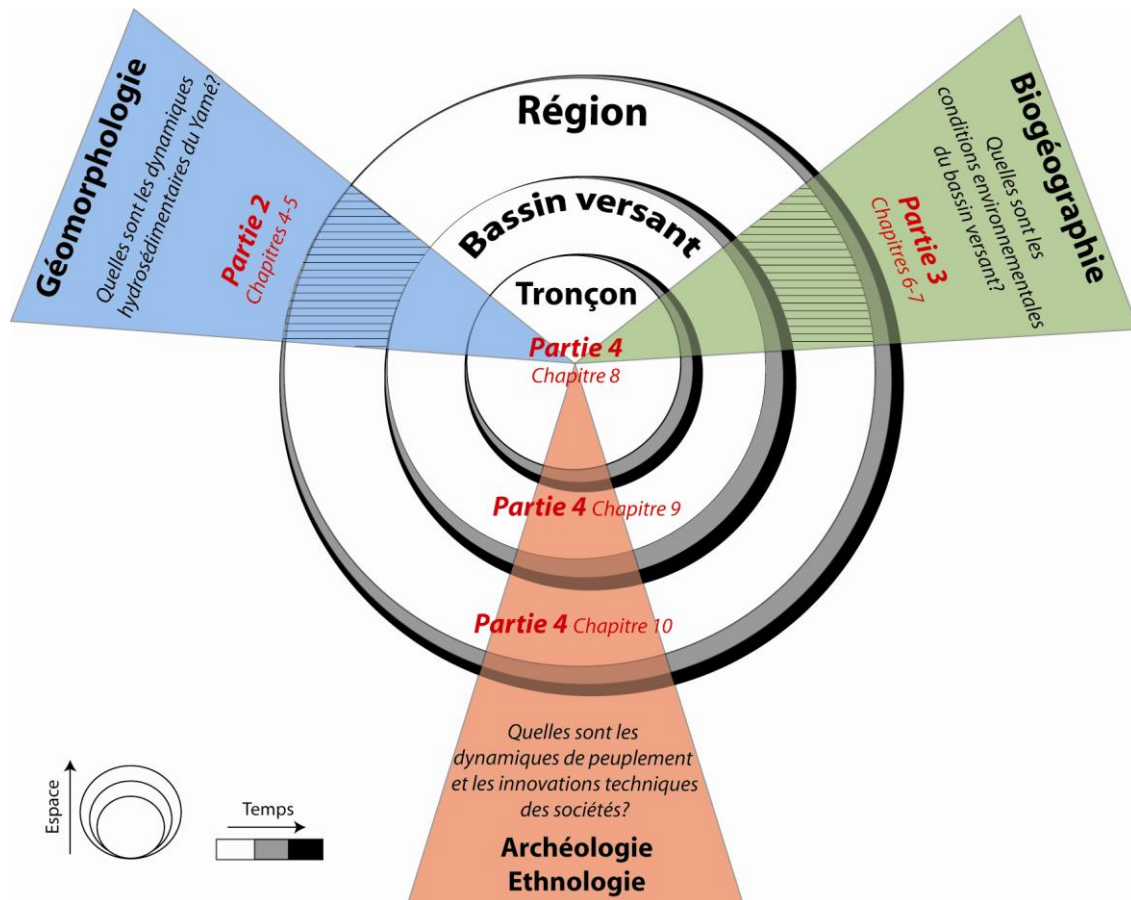 Géomorphologie
Quelles sont les dynamiques
hydrosédimentaires du Yamé?
Partie 2
Chapitres 4-5
Région
Bassin versant
Tronçon
Partie 4
Chapitre 8
Biogéographie
Quelles sont les
conditions environnementales
du bassin versant?
Partie 3
Chapitres 6-7
Partie 4 Chapitre 9
Partie 4 Chapitre 10
Quelles sont les
dynamiques de peuplement
et les innovations techniques
des sociétés?
Archéologie
Ethnologie
Espace
Temps